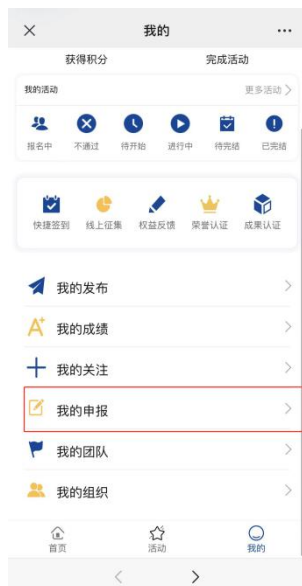 我的
获得积分 完成活动
我的活动 更多活动
报名中 不通过 待开始 进行中 待完结 已完结
快捷签到 线上征集 权益反馈 荣誉认证 成果认证
我的发布
我的成绩
我的关注
我的申报
我的团队
我的组织
首页 活动 我的